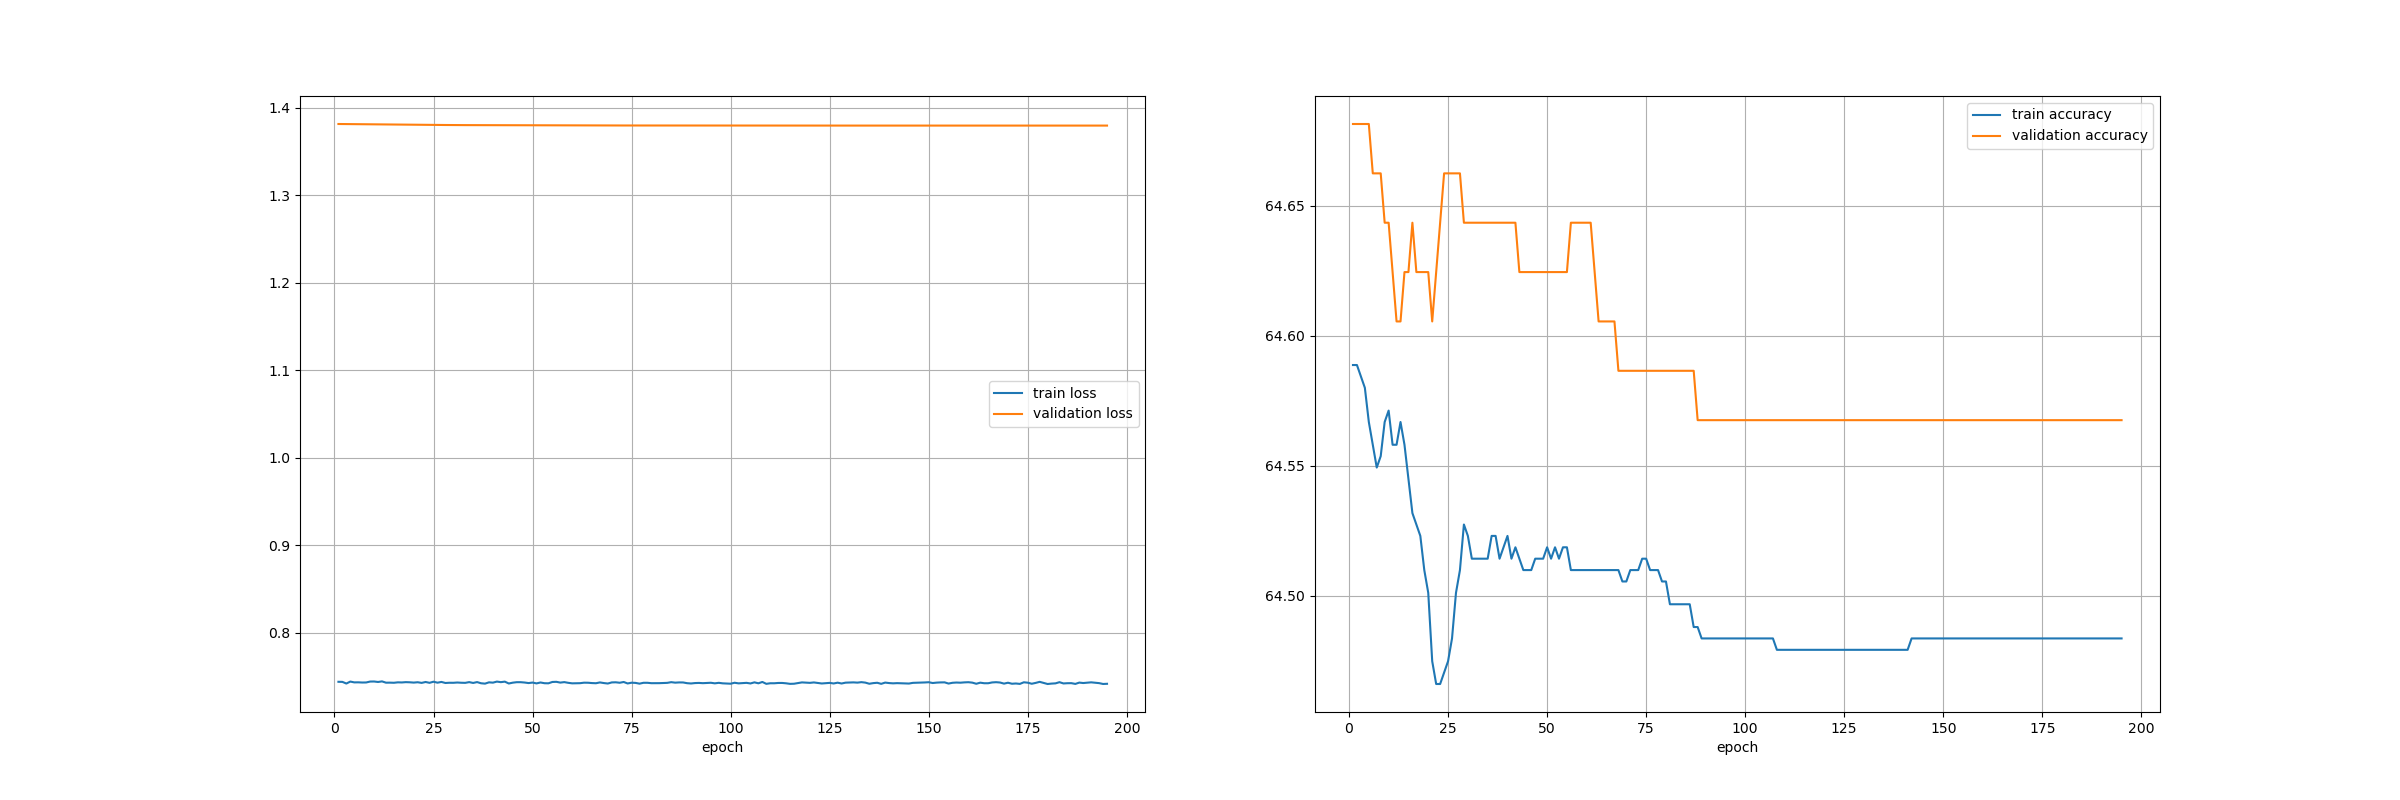 1.4
1.3
1.2
1.1
1.0
0.9
0.8
0 25 50 75 100 125 150 175 200
epoch
train loss
validation loss
64.65
64.60
64.55
64.50
0 25 50 75 100 125 150 175 200
epoch
train accuracy
validation accuracy